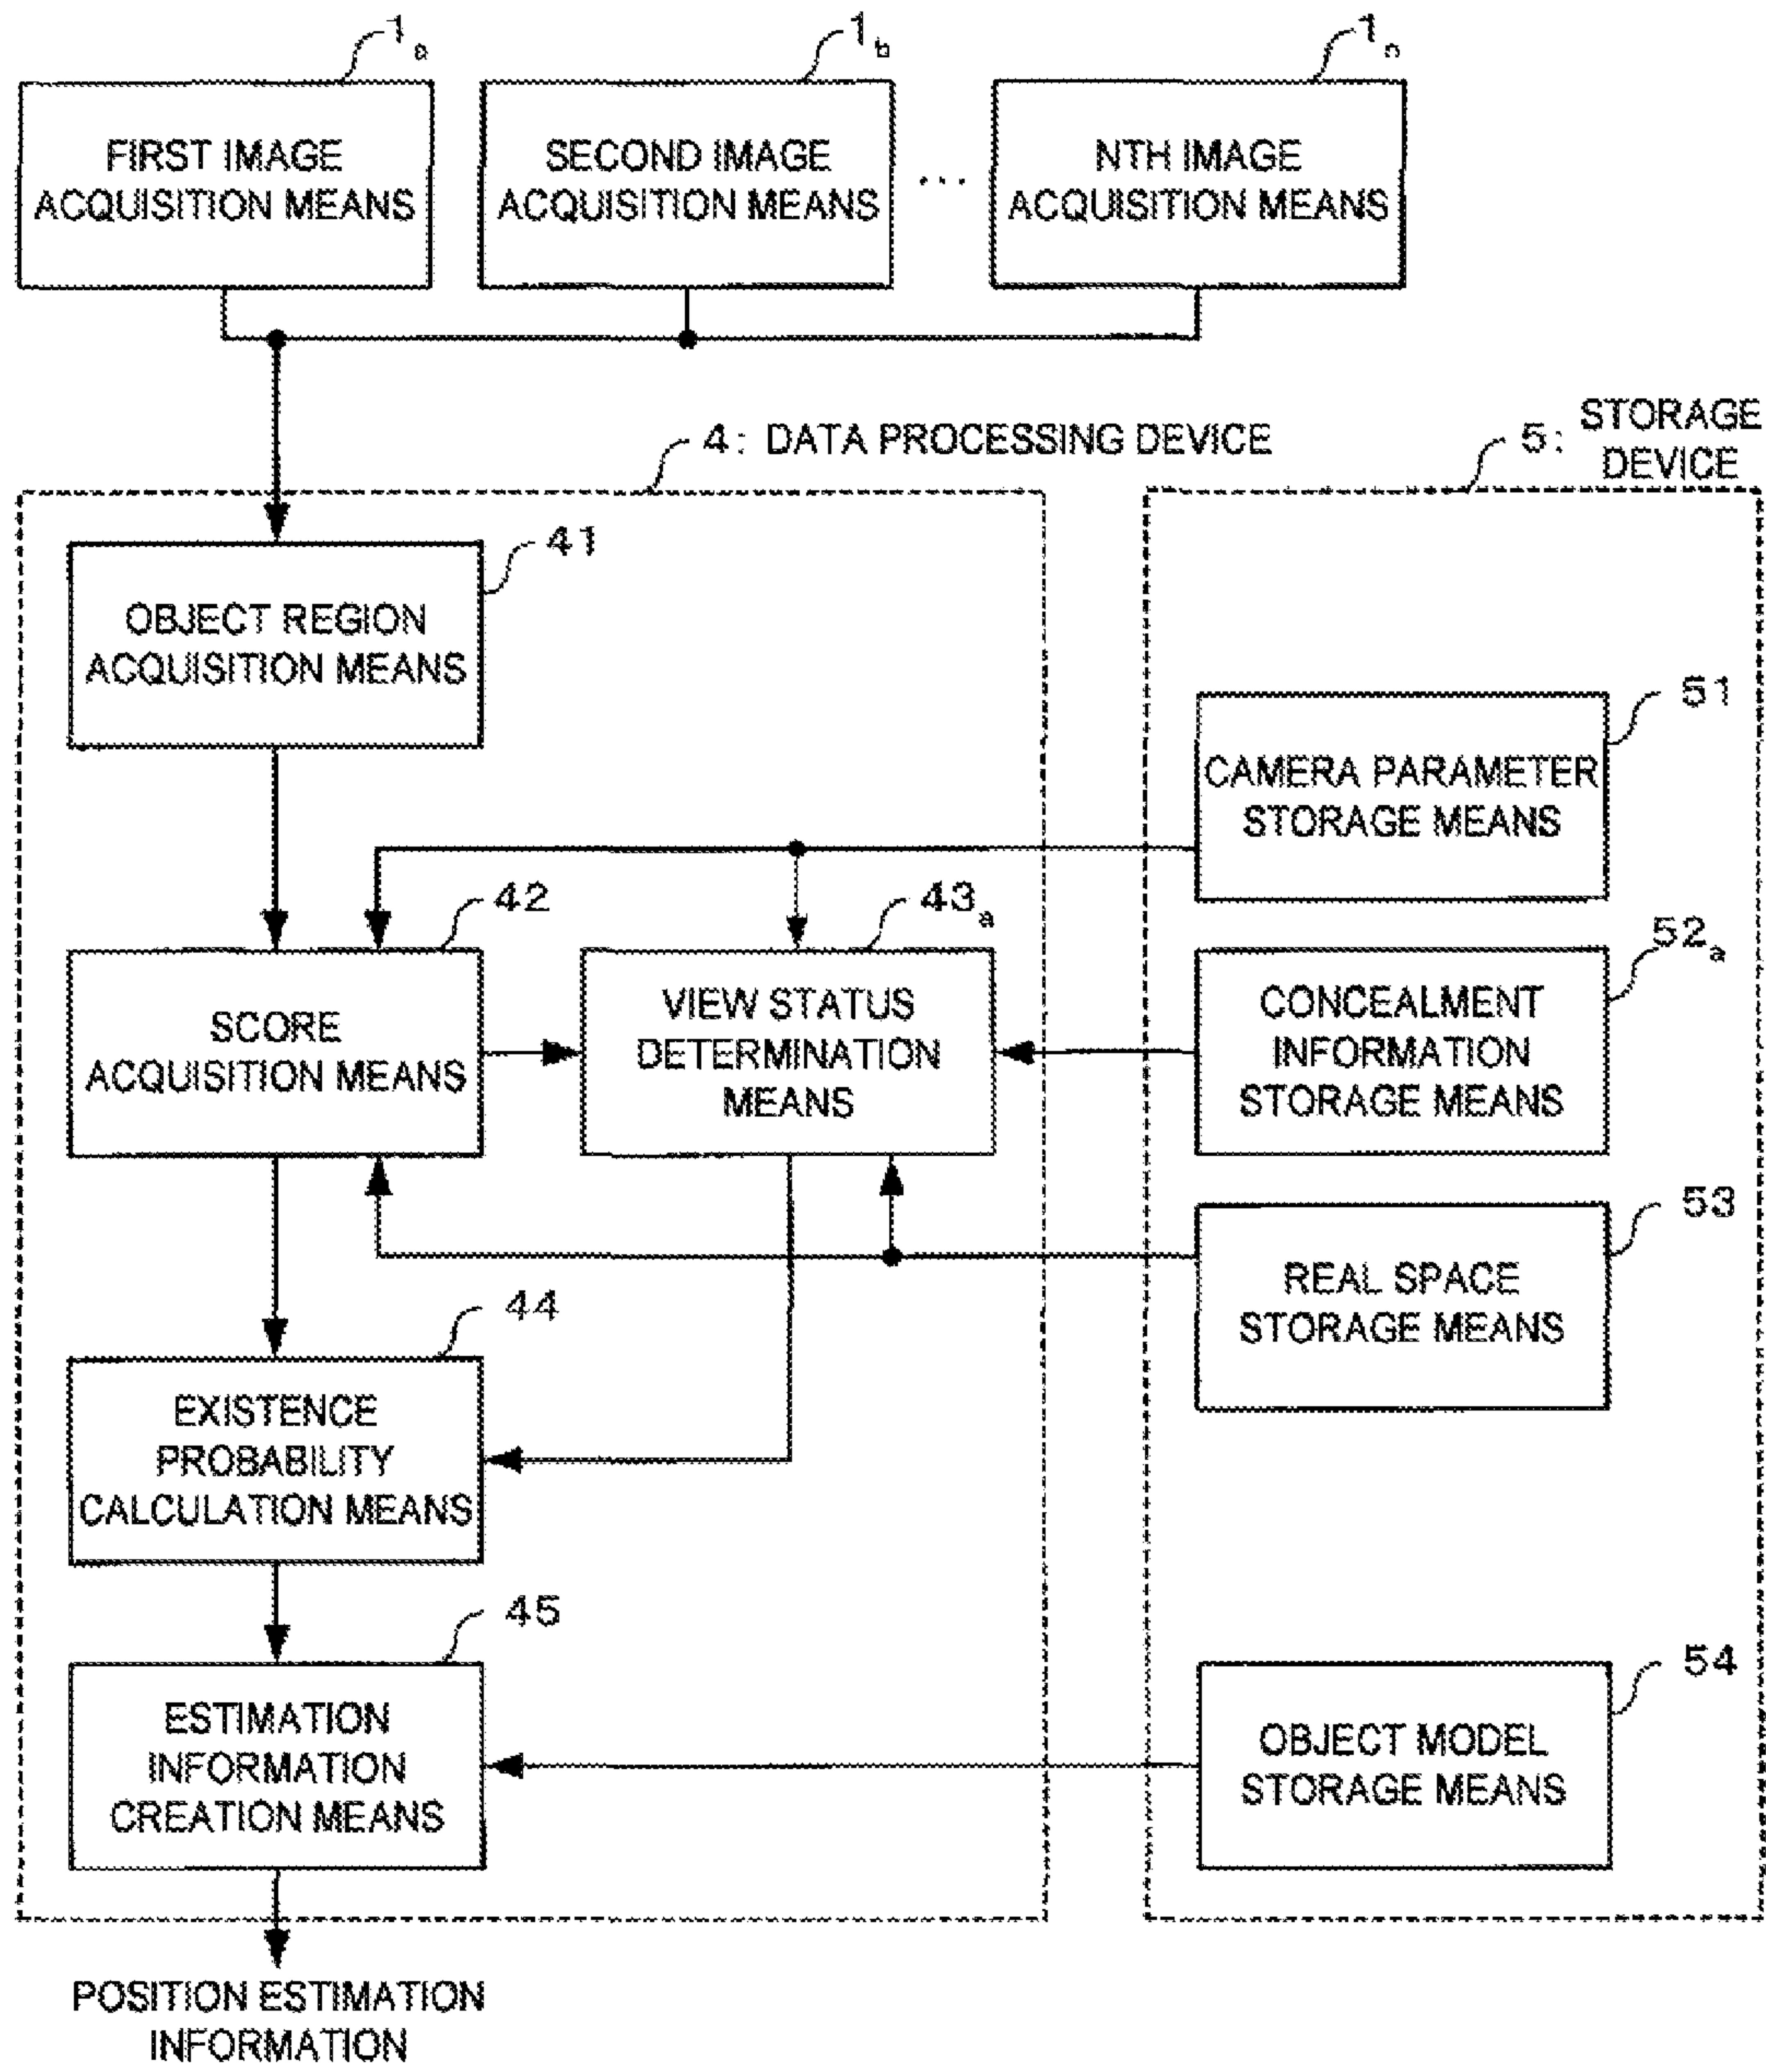 1a
1b
1n
FIRST IMAGE
ACQUISITION MEANS
SECOND IMAGE
ACQUISITION MEANS
...
NTH IMAGE
ACQUISITION MEANS
4: DATA PROCESSING DEVICE
5: STORAGE
DEVICE
41
OBJECT REGION
ACQUISITION MEANS
51
CAMERA PARAMETER
STORAGE MEANS
42
SCORE
ACQUISITION MEANS
43a
VIEW STATUS
DETERMINATION
MEANS
52a
CONCEALMENT
INFORMATION
STORAGE MEANS
53
REAL SPACE
STORAGE MEANS
44
EXISTENCE
PROBABILITY
CALCULATION MEANS
45
ESTIMATION
INFORMATION
CREATION MEANS
54
OBJECT MODEL
STORAGE MEANS
POSITION ESTIMATION
INFORMATION